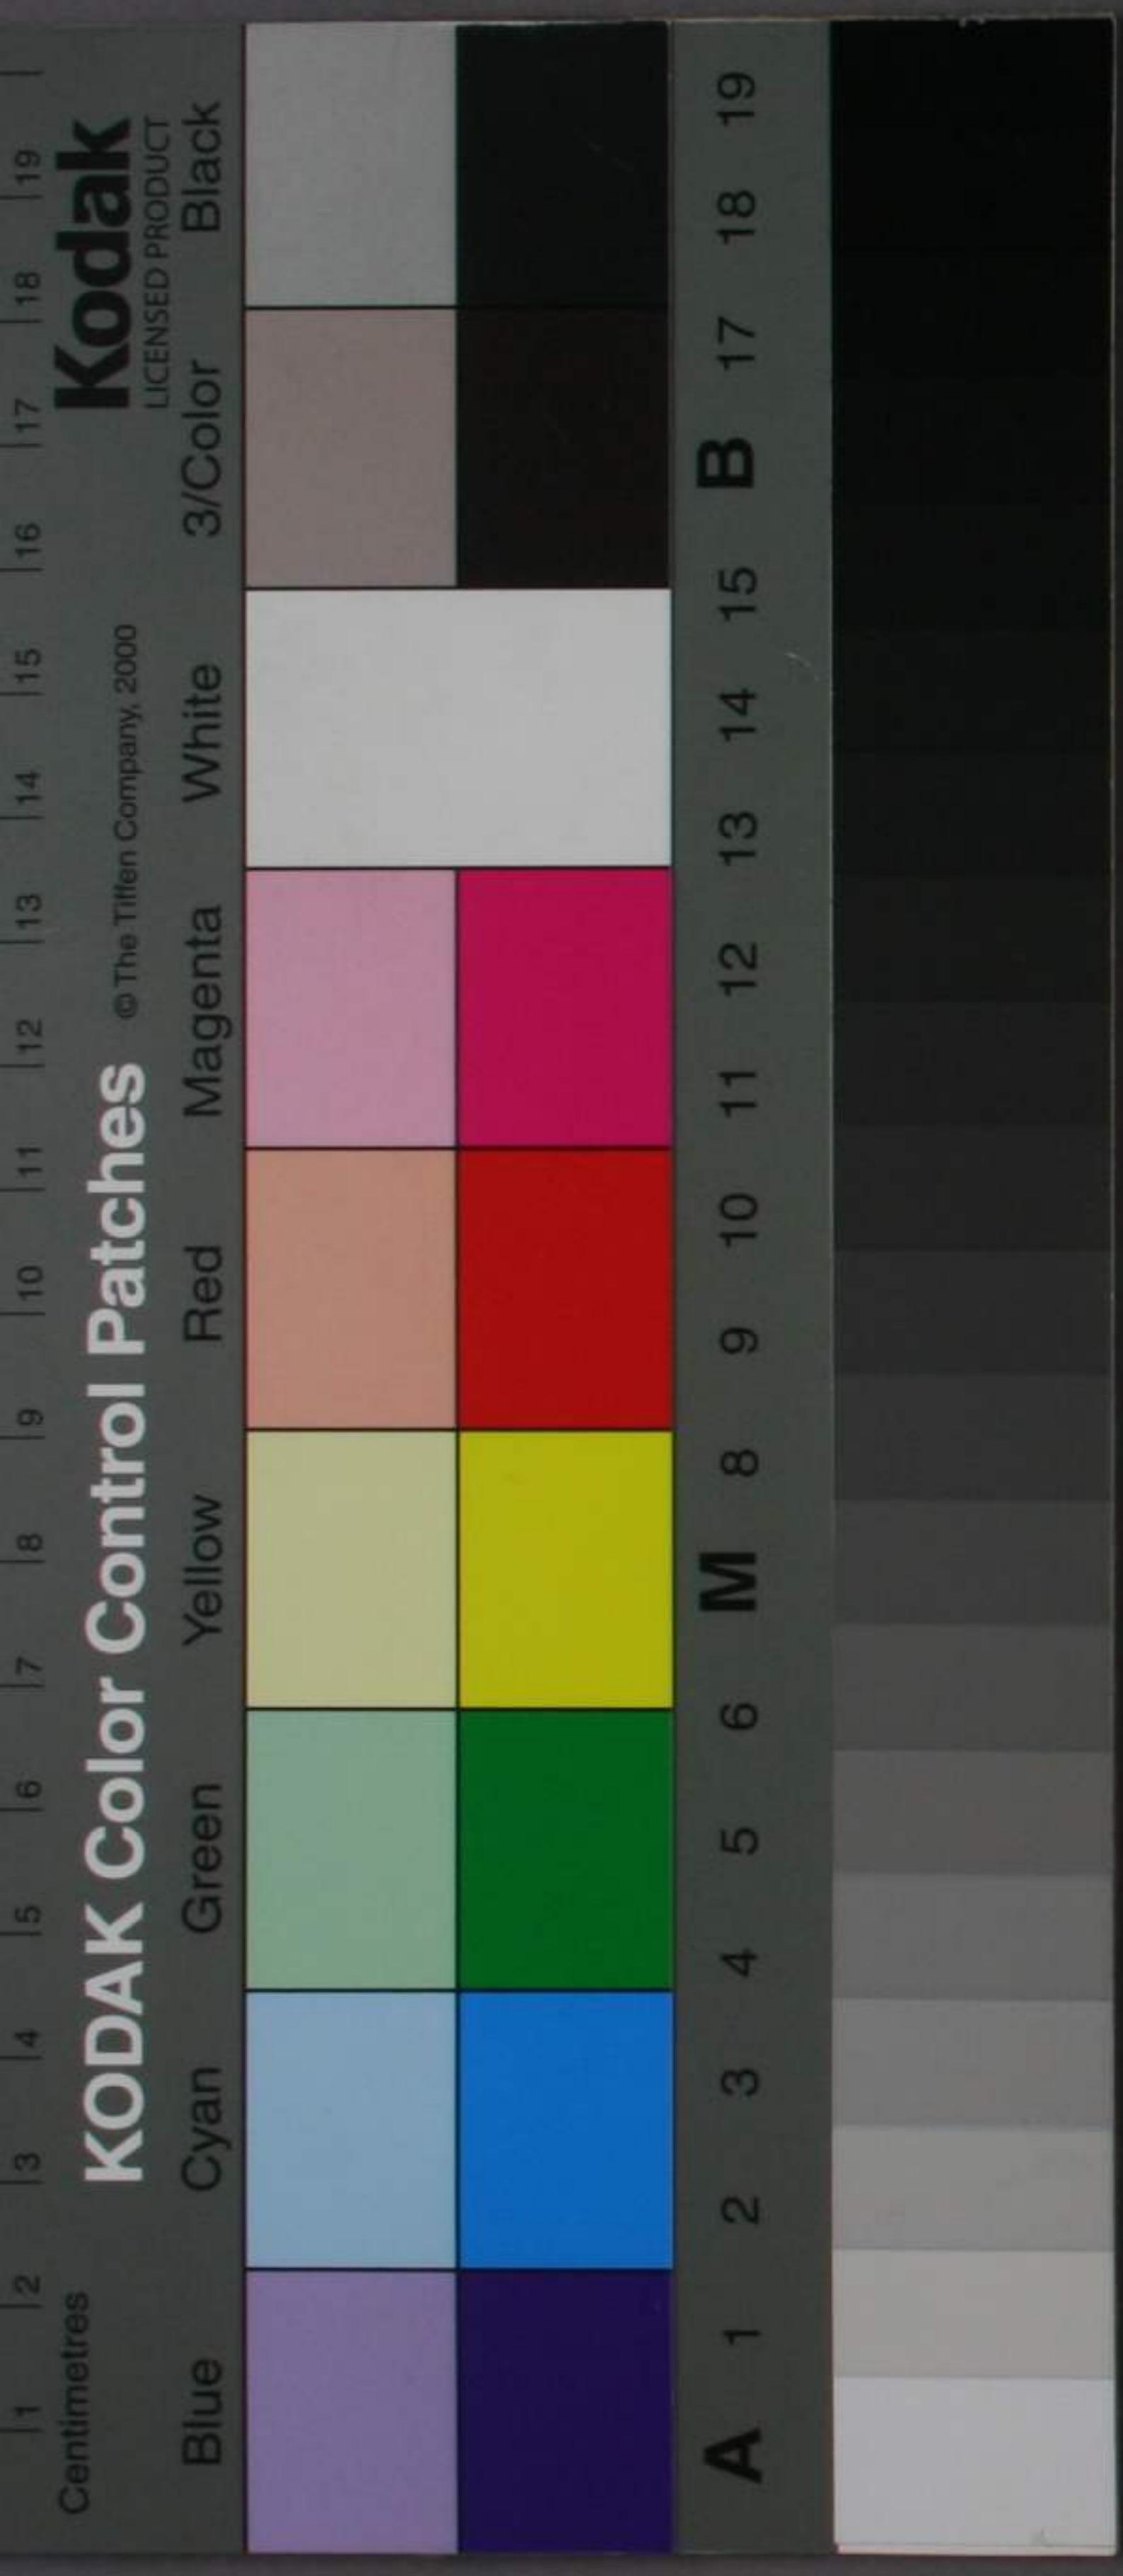 1 2 3 4 5 6 7 8 9 10 11 12 13 14 15 16 17 18 19
Centimetres
KODAK Color Control Patches © The Tiffen Company, 2000 Kodak
LICENSED PRODUCT
Blue Cyan Green Yellow Red Magenta White 3/Color Black
A 1 2 3 4 5 6 M 8 9 10 11 12 13 14 15 B 17 18 19